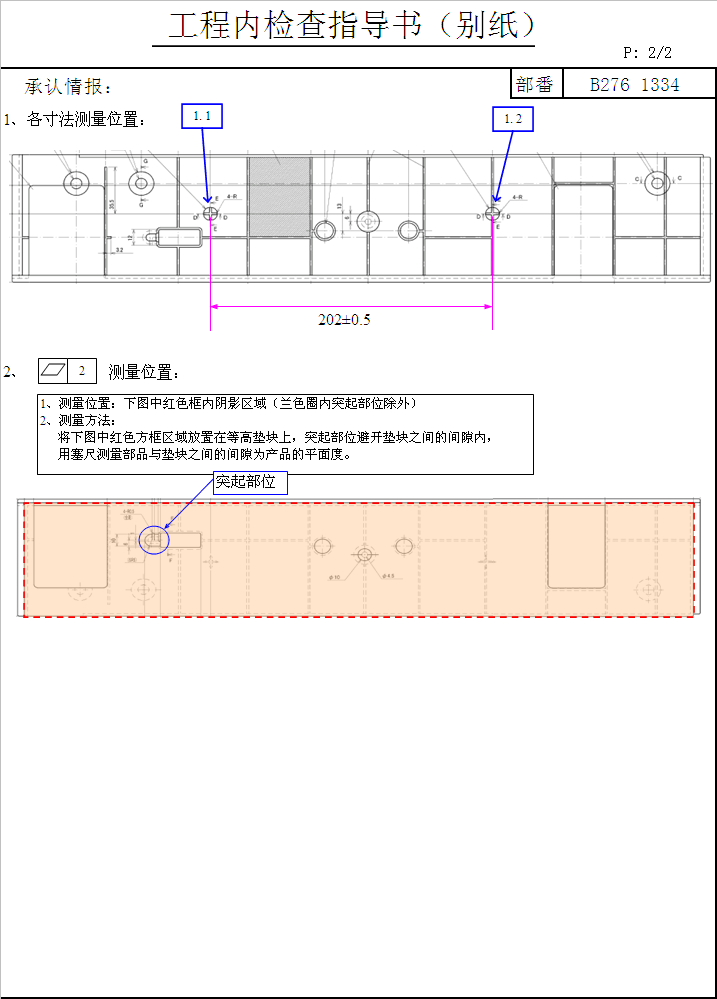 工程内检查指导书（别纸）
P: 2/2
承认情报：
部番
B276 1334
1、各寸法测量位置：
1.1
1.2
G
G
35.5
4-R
E
D
D
E
13
5
4-R
E
D
D
E
C
C
12
3.2
202±0.5
2、
2
测量位置：
1、测量位置：下图中红色框内阴影区域（兰色圈内突起部位除外）
2、测量方法：
将下图中红色方框区域放置在等高垫块上，突起部位避开垫块之间的间隙内，
用塞尺测量部品与垫块之间的间隙为产品的平面度。
突起部位
F